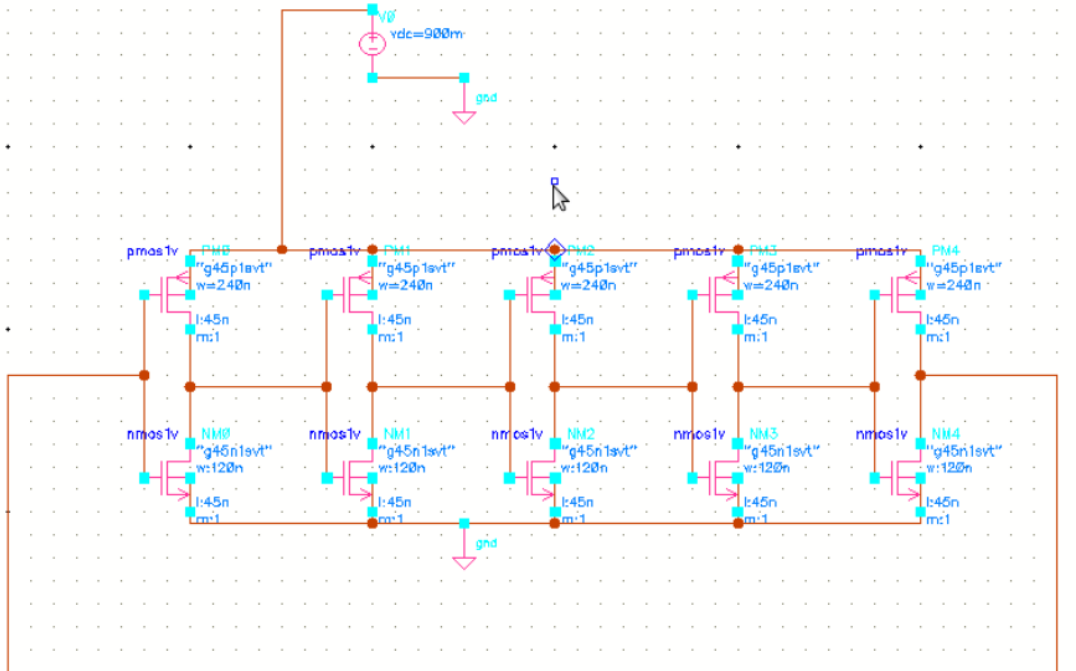 V0
vdc=900m
gnd
pmos1v PM0
"g45p1svt"
w=240n
l:45n
m:1
pmos1v PM1
"g45p1svt"
w=240n
l:45n
m:1
pmos1v PM2
"g45p1svt"
w=240n
l:45n
m:1
pmos1v PM3
"g45p1svt"
w=240n
l:45n
m:1
pmos1v PM4
"g45p1svt"
w=240n
l:45n
m:1
nmos1v NM0
"g45n1svt"
w:120n
l:45n
m:1
nmos1v NM1
"g45n1svt"
w:120n
l:45n
m:1
nmos1v NM2
"g45n1svt"
w:120n
l:45n
m:1
nmos1v NM3
"g45n1svt"
w:120n
l:45n
m:1
nmos1v NM4
"g45n1svt"
w:120n
l:45n
m:1
gnd